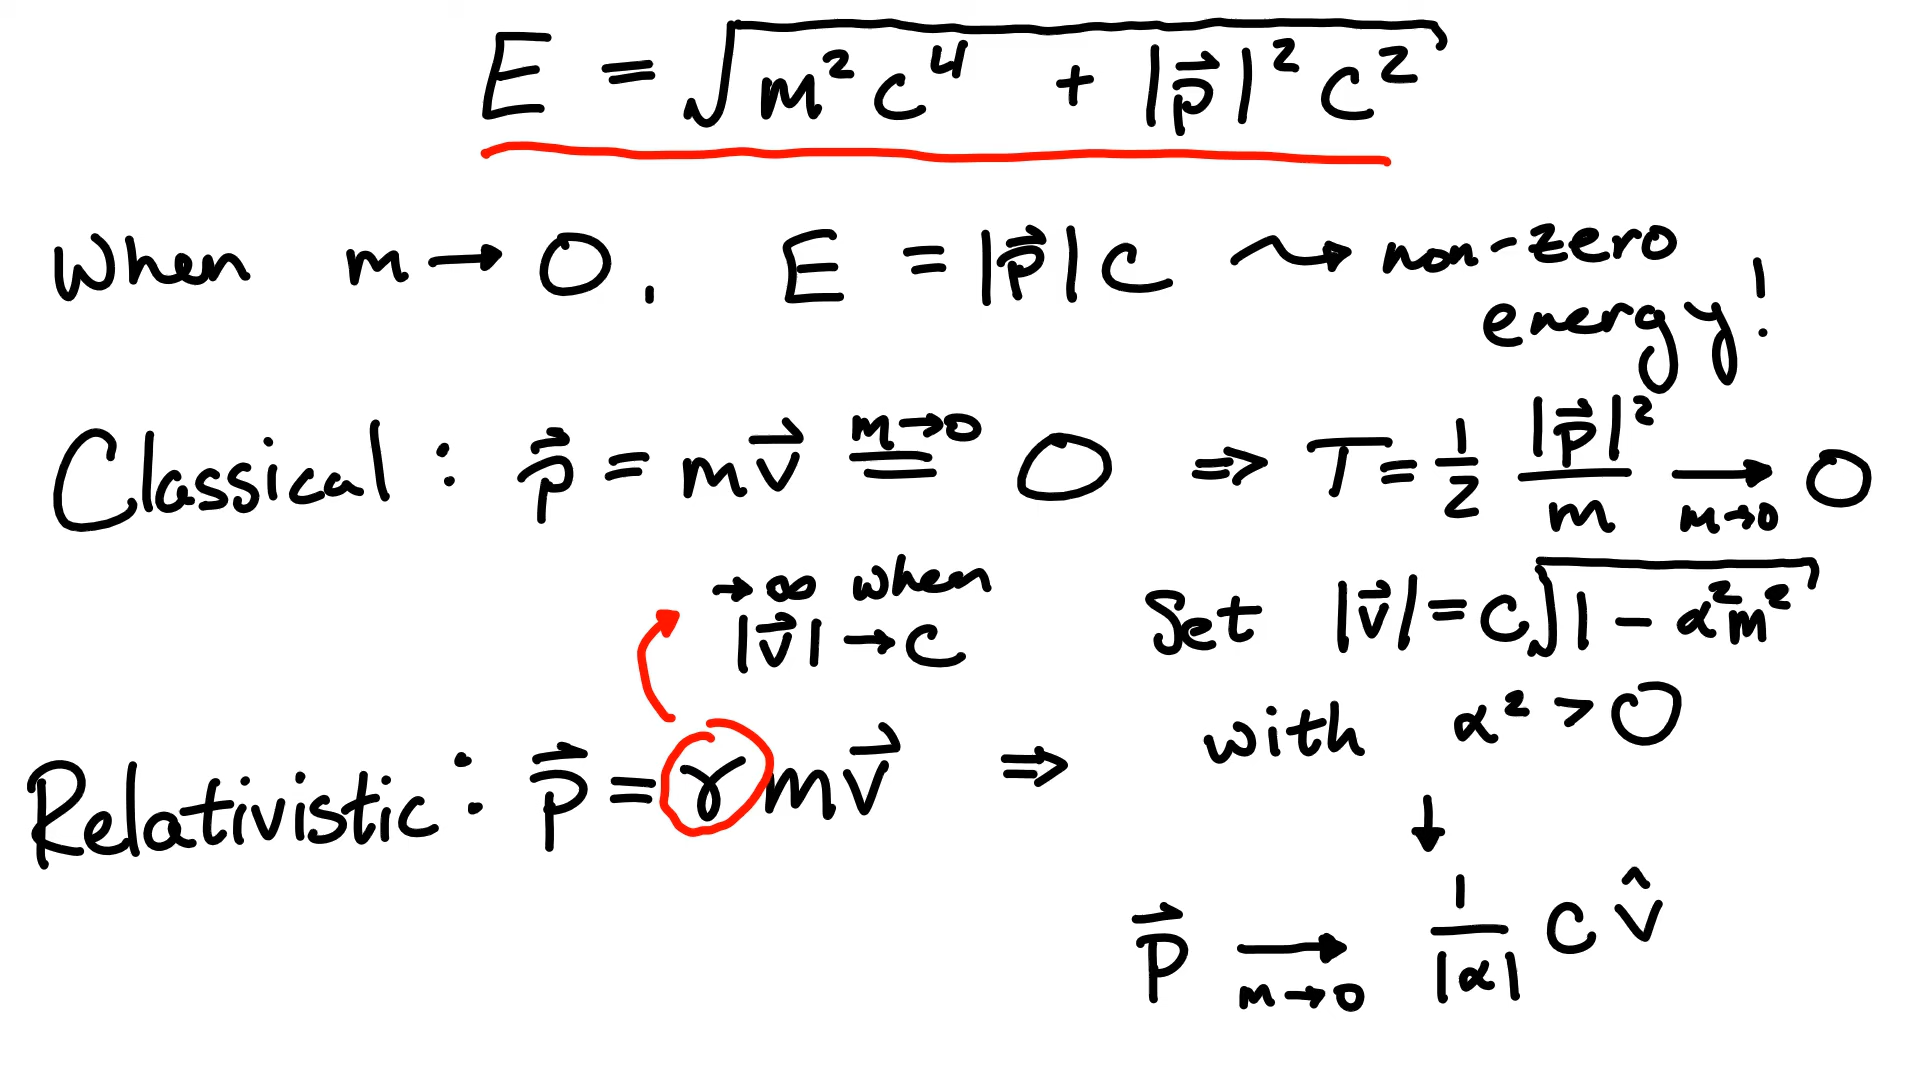 E = √(m²c⁴ + |p⃗|²c²)
When m → 0, E = |p⃗|c ⤳ non-zero energy!
Classical: p⃗ = mv⃗ =^{m→0} 0 ⇒ T = ½ |p⃗|²/m →_{m→0} 0
→ ∞ when
|v⃗| → c
Relativistic: p⃗ = γmv⃗ ⇒
Set |v⃗| = c√(1 − α²m²)
with α² > 0
↓
p⃗ →_{m→0} 1/|α| c v̂